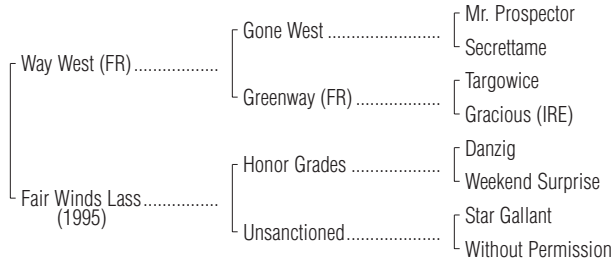 Mr. Prospector
Gone West ....................
Secrettame
Way West (FR) ..................
Targowice
Greenway (FR) ..................
Gracious (IRE)
Danzig
Honor Grades ..................
Weekend Surprise
Fair Winds Lass ................
(1995)
Star Gallant
Unsanctioned ....................
Without Permission